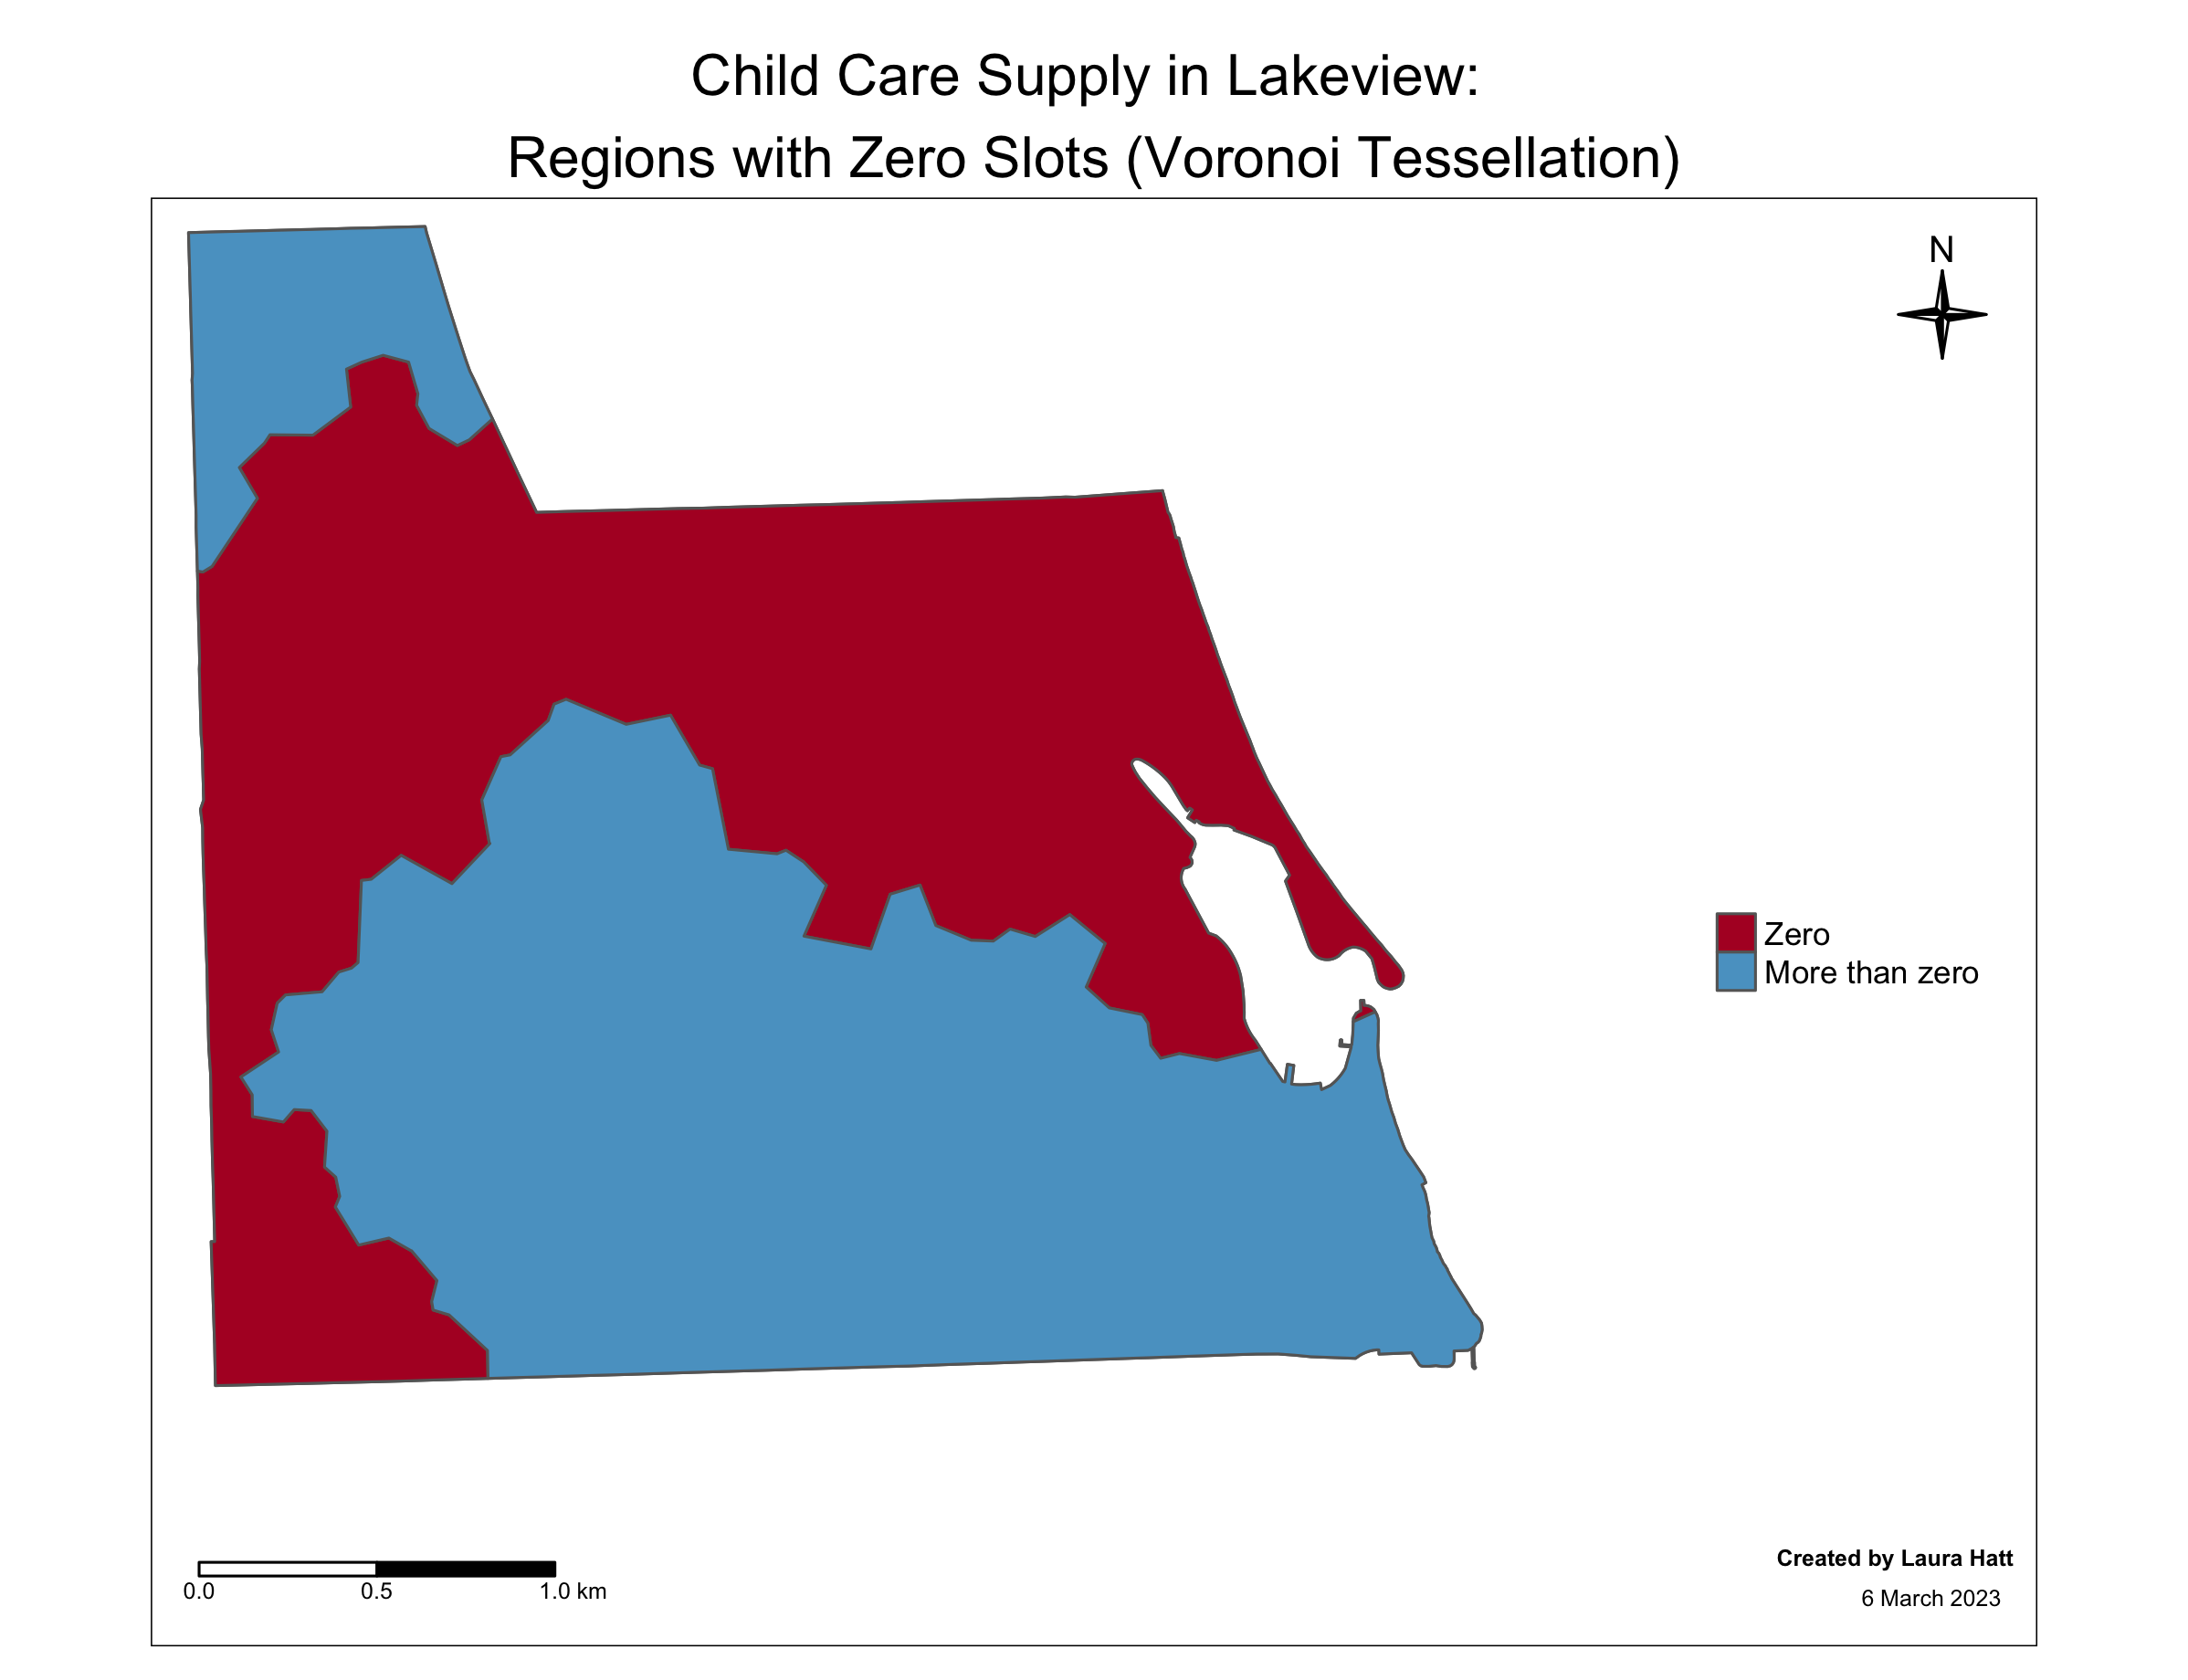 Child Care Supply in Lakeview:
Regions with Zero Slots (Voronoi Tessellation)
N
Zero
More than zero
0.0 0.5 1.0 km
Created by Laura Hatt
6 March 2023